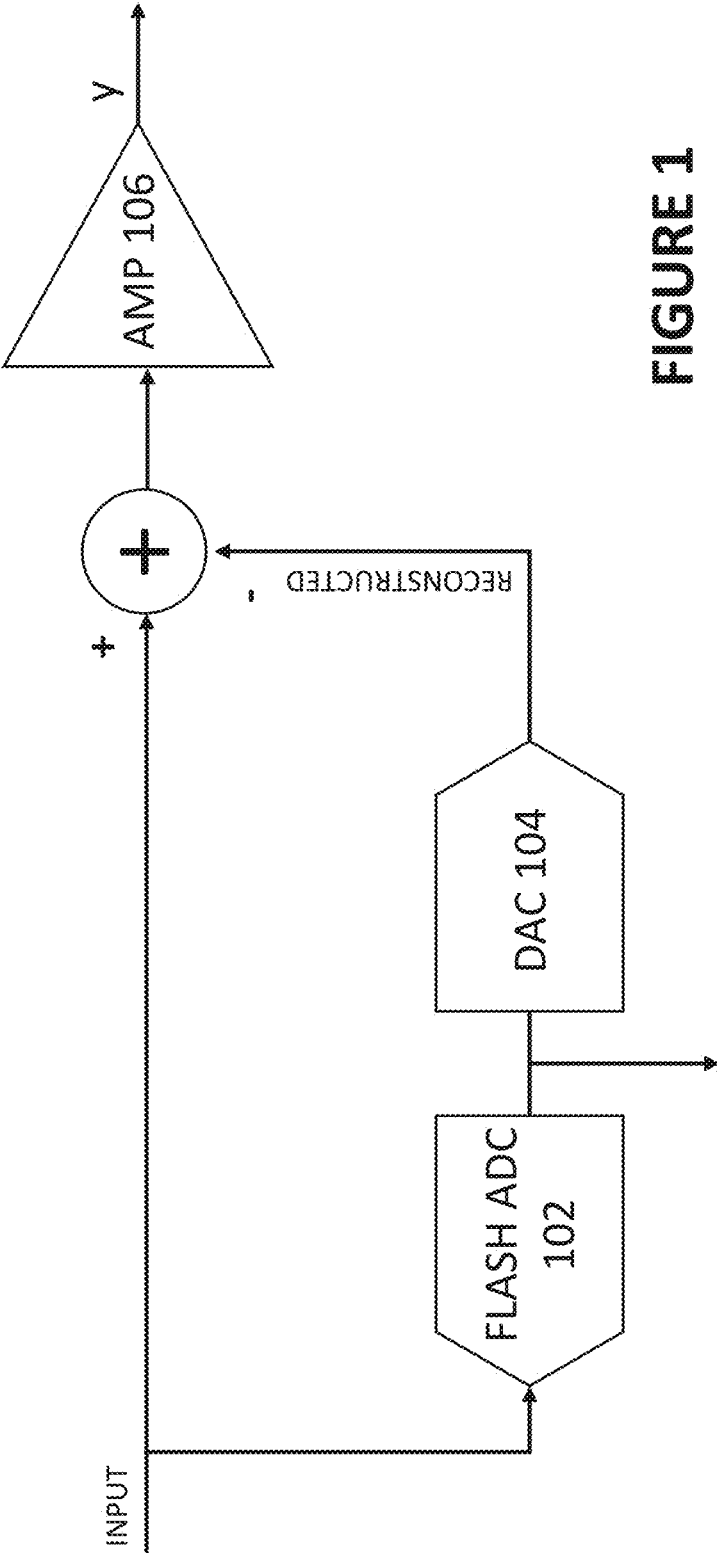 INPUT
+
-
+
RECONSTRUCTED
AMP 106
y
FLASH ADC
102
DAC 104
FIGURE 1